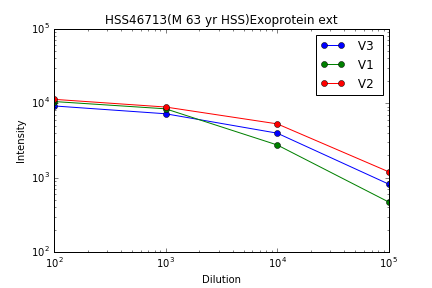 HSS46713(M 63 yr HSS)Exoprotein ext
10^5
10^4
10^3
10^2
Intensity
V3
V1
V2
10^2 10^3 10^4 10^5
Dilution